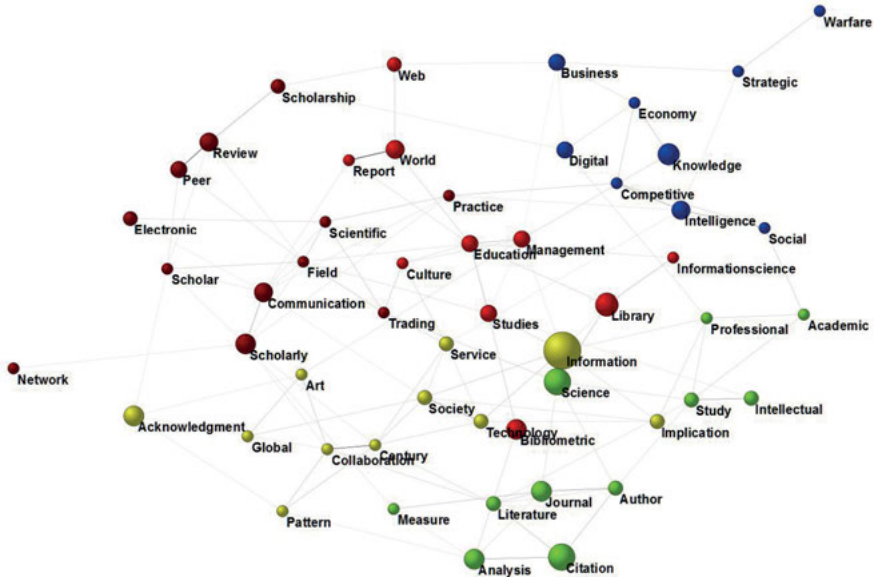 Warfare
Web
Business
Strategic
Scholarship
Economy
Review
World
Report
Digital
Knowledge
Peer
Practice
Competitive
Intelligence
Electronic
Scientific
Education
Management
Social
Scholar
Field
Culture
Informationscience
Communication
Trading
Studies
Library
Professional
Academic
Scholarly
Service
Information
Network
Art
Science
Acknowledgment
Society
Study
Intellectual
Global
Technology
Bibliometric
Implication
Collaboration
Century
Pattern
Measure
Literature
Journal
Author
Analysis
Citation